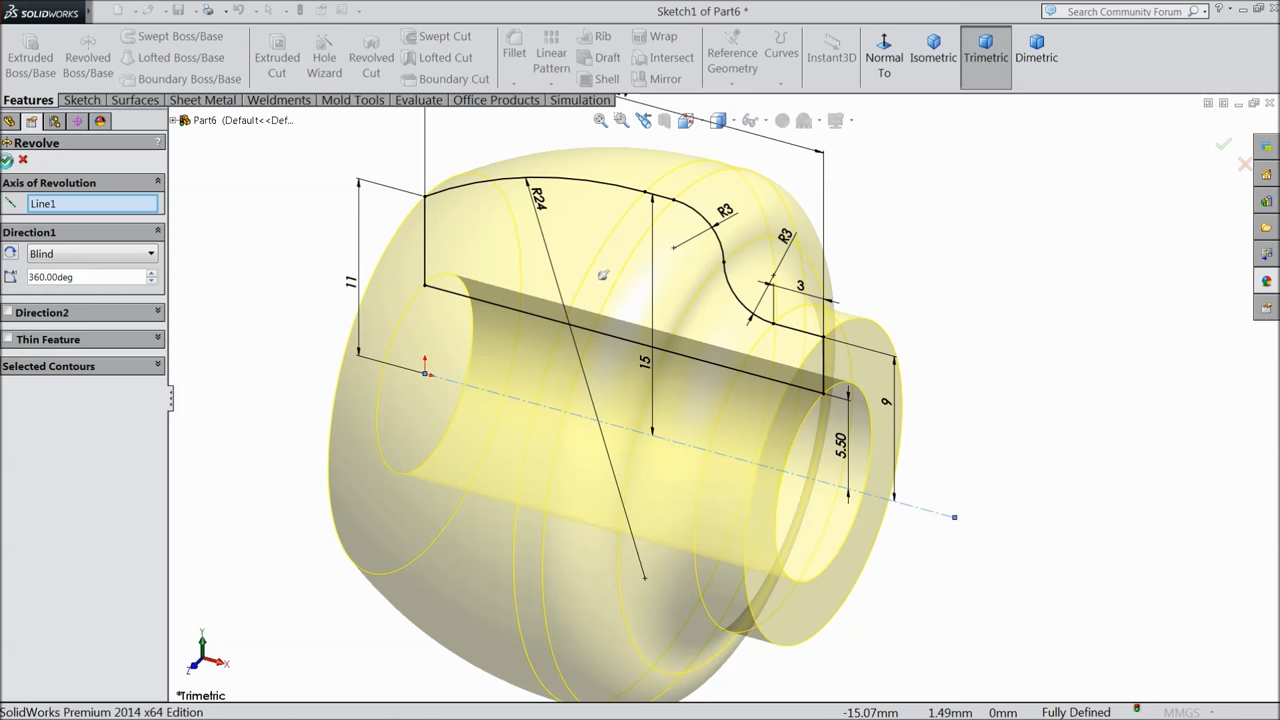 SOLIDWORKS
Sketch1 of Part6 *
Search Community Forum
Extruded Boss/Base
Revolved Boss/Base
Swept Boss/Base
Lofted Boss/Base
Boundary Boss/Base
Extruded Cut
Hole Wizard
Revolved Cut
Swept Cut
Lofted Cut
Boundary Cut
Fillet
Linear Pattern
Rib
Draft
Shell
Wrap
Intersect
Mirror
Reference Geometry
Curves
Instant3D
Normal To
Isometric
Trimetric
Dimetric
Features
Sketch
Surfaces
Sheet Metal
Weldments
Mold Tools
Evaluate
Office Products
Simulation
Part6 (Default<<Def...
Revolve
?
Axis of Revolution
Line1
Direction1
Blind
360.00deg
Direction2
Thin Feature
Selected Contours
11
R24
R3
R3
3
15
9
5.50
Y
X
Z
*Trimetric
SolidWorks Premium 2014 x64 Edition
-15.07mm
1.49mm
0mm
Fully Defined
MMGS